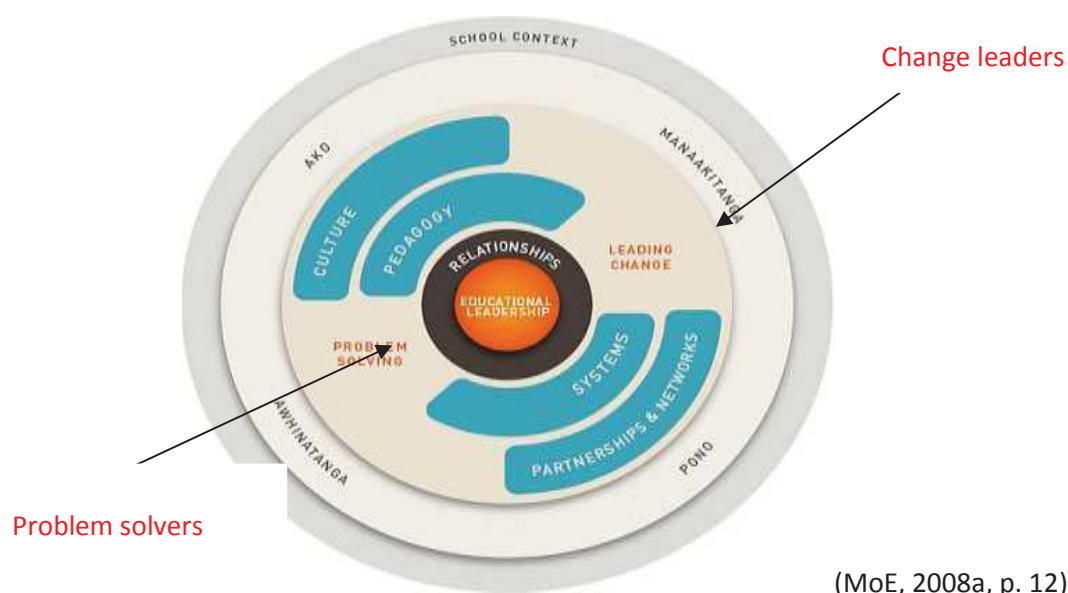 SCHOOL CONTEXT
Change leaders
AKO
MANAAKITANGA
CULTURE
PEDAGOGY
RELATIONSHIPS
LEADING
CHANGE
EDUCATIONAL
LEADERSHIP
PROBLEM
SOLVING
SYSTEMS
PARTNERSHIPS & NETWORKS
AWHINATANGA
PONO
Problem solvers
(MoE, 2008a, p. 12)